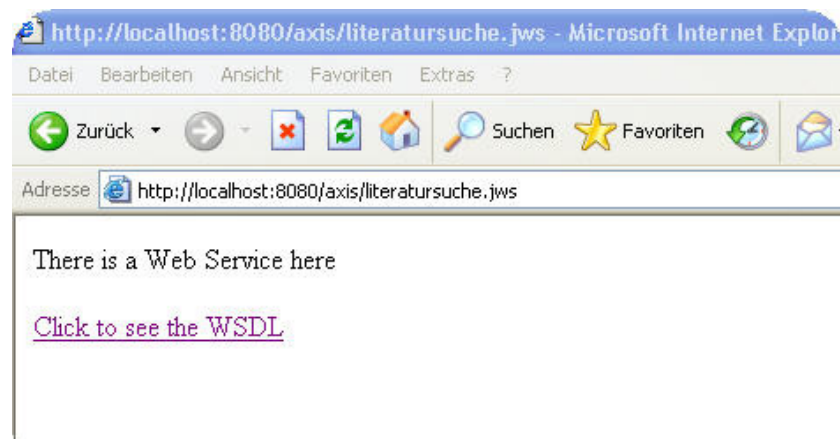 http://localhost:8080/axis/literatursuche.jws - Microsoft Internet Explor
Datei Bearbeiten Ansicht Favoriten Extras ?
Zurück Suchen Favoriten
Adresse http://localhost:8080/axis/literatursuche.jws
There is a Web Service here
Click to see the WSDL